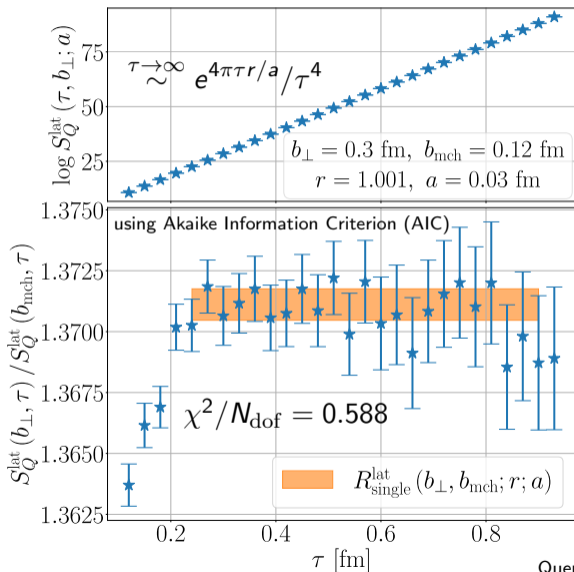 log S_Q^lat (τ, b_⊥; a)
75
50
25
τ→∞
∼ e^{4πτr/a}/τ^4
b_⊥ = 0.3 fm, b_mch = 0.12 fm
r = 1.001, a = 0.03 fm
S_Q^lat (b_⊥, τ) / S_Q^lat (b_mch, τ)
1.3750
1.3725
1.3700
1.3675
1.3650
1.3625
using Akaike Information Criterion (AIC)
χ²/N_dof = 0.588
R_single^lat (b_⊥, b_mch; r; a)
0.2 0.4 0.6 0.8
τ [fm]